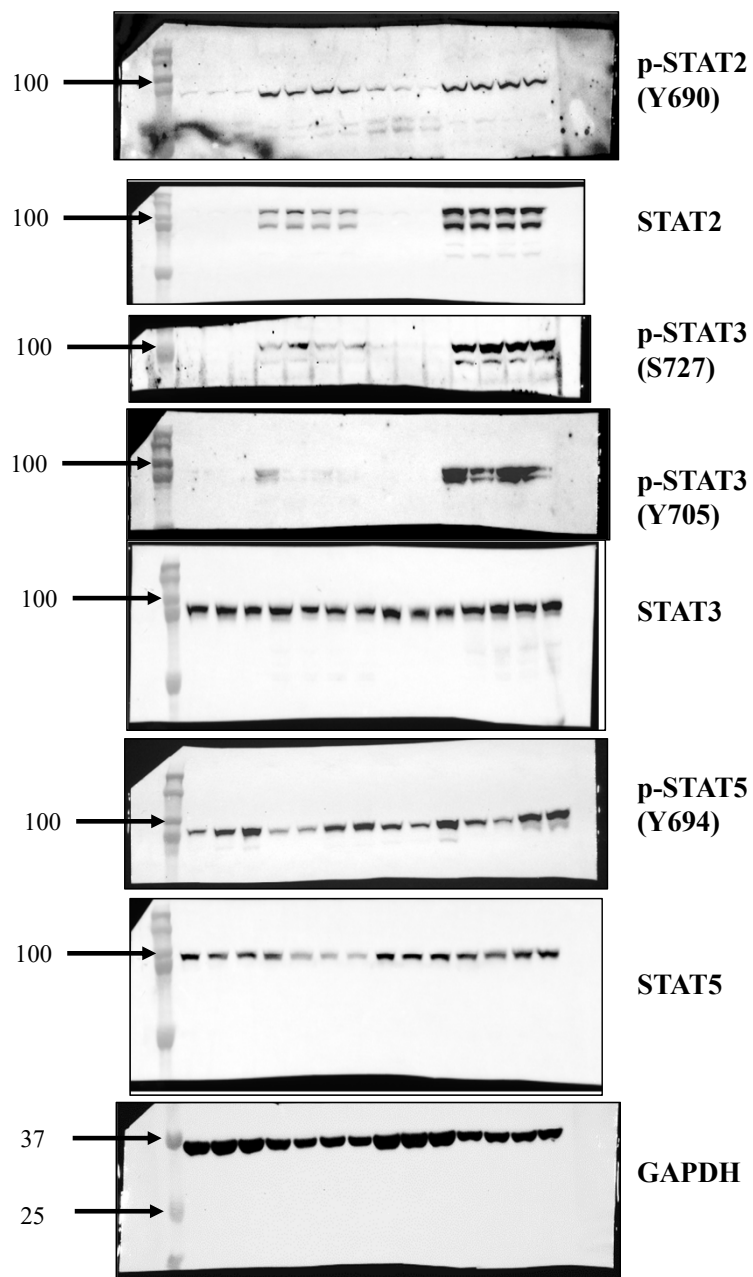 100
p-STAT2
(Y690)
100
STAT2
100
p-STAT3
(S727)
100
p-STAT3
(Y705)
100
STAT3
100
p-STAT5
(Y694)
100
STAT5
37
25
GAPDH